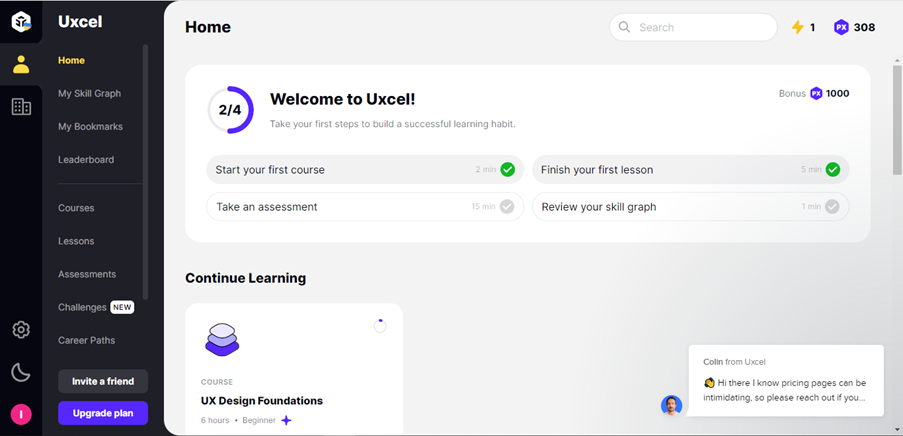 Uxcel
Home
My Skill Graph
My Bookmarks
Leaderboard
Courses
Lessons
Assessments
Challenges NEW
Career Paths
Invite a friend
Upgrade plan
I
Home
Search
1
PX 308
2/4
Welcome to Uxcel!
Take your first steps to build a successful learning habit.
Bonus PX 1000
Start your first course 2 min
Finish your first lesson 5 min
Take an assessment 15 min
Review your skill graph 1 min
Continue Learning
COURSE
UX Design Foundations
6 hours • Beginner
Colin from Uxcel
👋 Hi there I know pricing pages can be
intimidating, so please reach out if you...